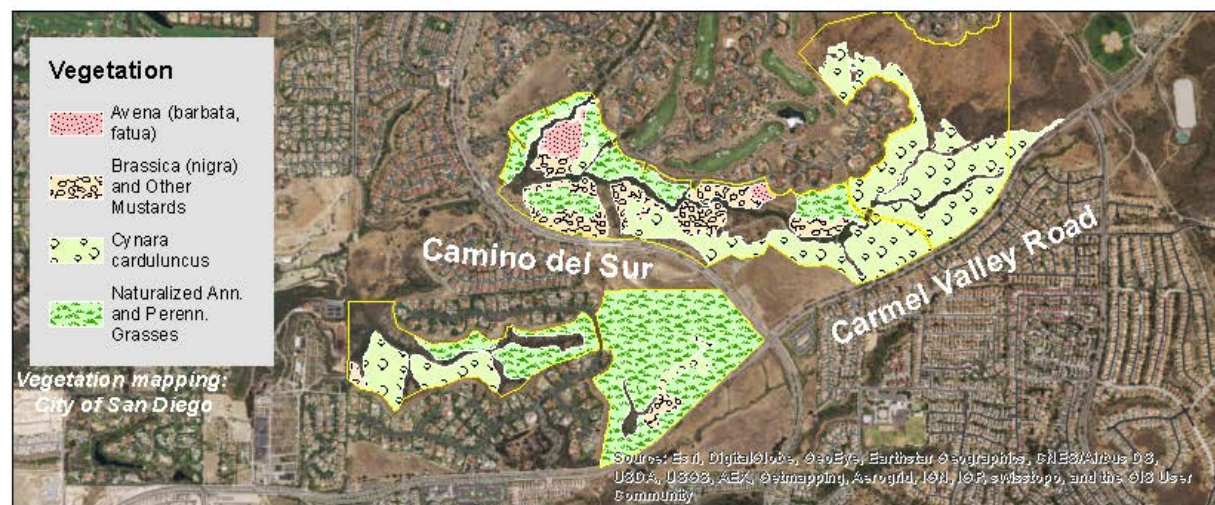 Vegetation
Avena (barbata,
fatua)
Brassica (nigra)
and Other
Mustards
Cynara
carduluncus
Naturalized Ann.
and Perenn.
Grasses
Vegetation mapping:
City of San Diego
Camino del Sur
Carmel Valley Road
Source: Esri, DigitalGlobe, GeoEye, Earthstar Geographics, CNES/Airbus DS,
USDA, USGS, AEX, Getmapping, Aerogrid, IGN, IGP, swisstopo, and the GIS User
Community